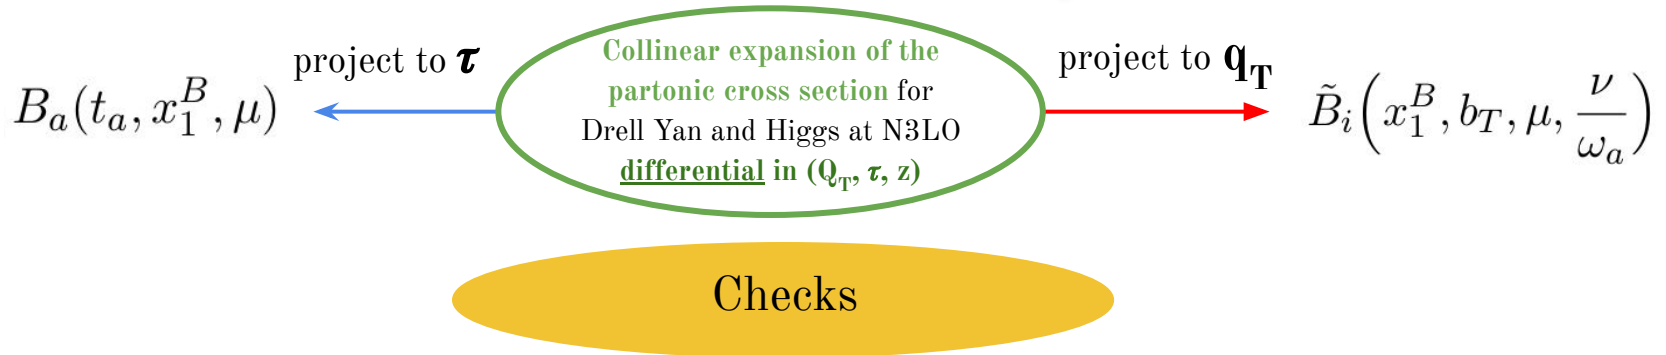 project to 𝝉
B_a(t_a, x_1^B, μ)
Collinear expansion of the
partonic cross section for
Drell Yan and Higgs at N3LO
differential in (Q_T, 𝝉, z)
project to q_T
B̃_i(x_1^B, b_T, μ, ν/ω_a)
Checks